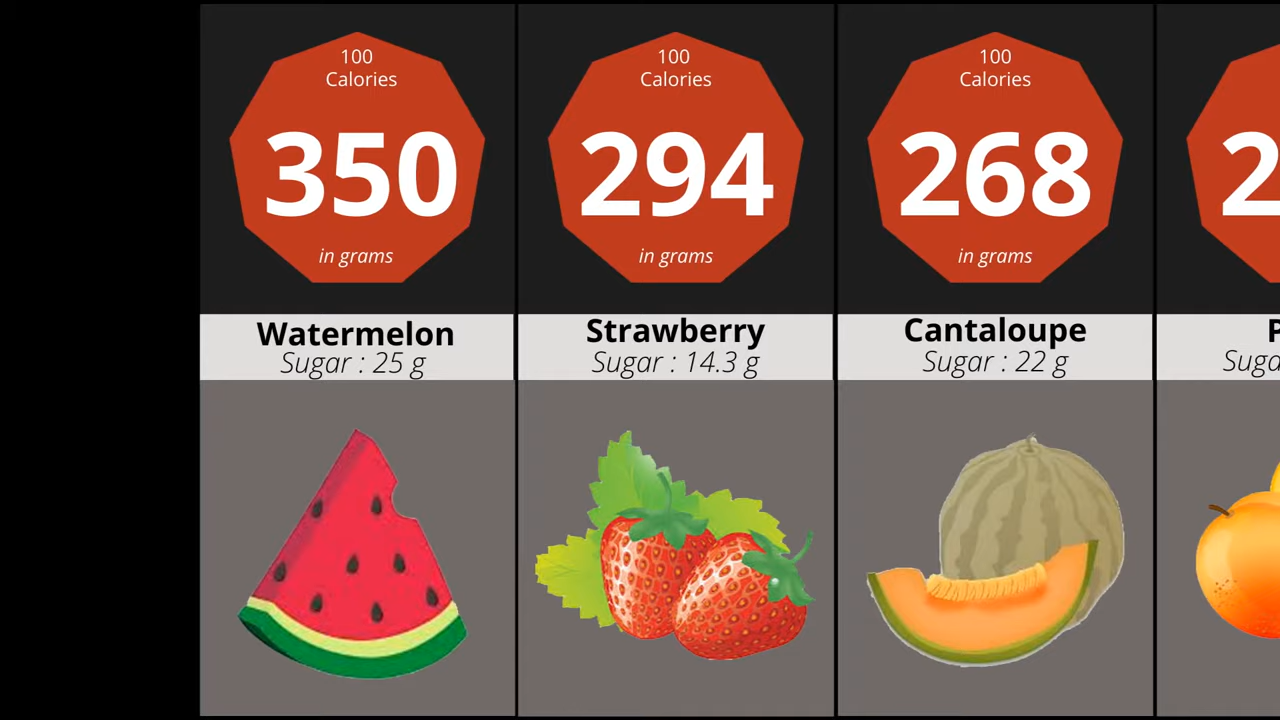 100
Calories
350
in grams
Watermelon
Sugar : 25 g
100
Calories
294
in grams
Strawberry
Sugar : 14.3 g
100
Calories
268
in grams
Cantaloupe
Sugar : 22 g